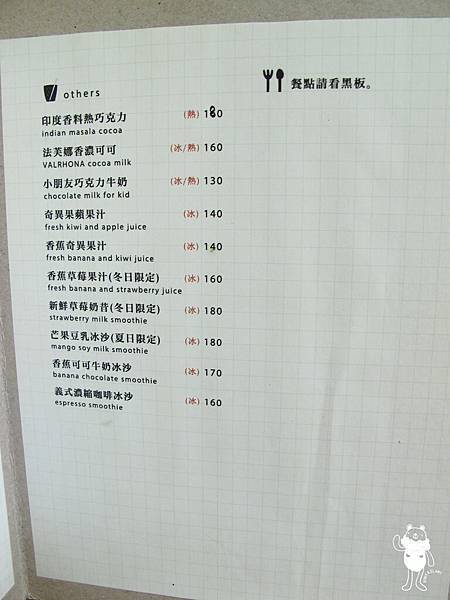 others
印度香料熱巧克力 (熱) 180
indian masala cocoa
法芙娜香濃可可 (冰/熱) 160
VALRHONA cocoa milk
小朋友巧克力牛奶 (冰/熱) 130
chocolate milk for kid
奇異果蘋果汁 (冰) 140
fresh kiwi and apple juice
香蕉奇異果汁 (冰) 140
fresh banana and kiwi juice
香蕉草莓果汁(冬日限定) (冰) 160
fresh banana and strawberry juice
新鮮草莓奶昔(冬日限定) (冰) 180
strawberry milk smoothie
芒果豆乳冰沙(夏日限定) (冰) 180
mango soy milk smoothie
香蕉可可牛奶冰沙 (冰) 170
banana chocolate smoothie
義式濃縮咖啡冰沙 (冰) 160
espresso smoothie
餐點請看黑板。